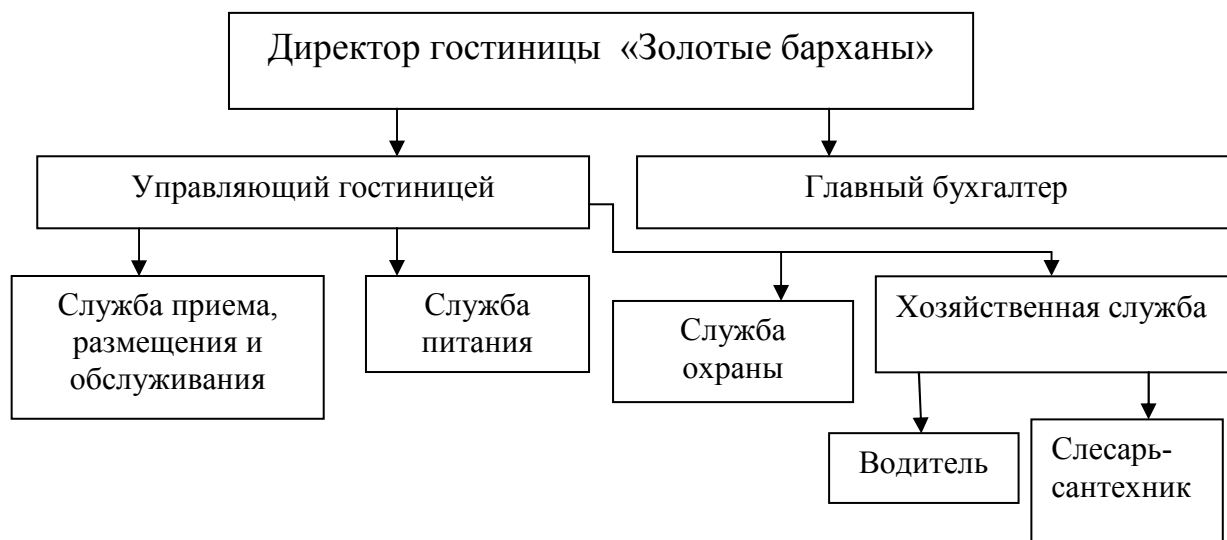 Директор гостиницы «Золотые барханы»
Управляющий гостиницей
Главный бухгалтер
Служба приема,
размещения и
обслуживания
Служба
питания
Служба
охраны
Хозяйственная служба
Водитель
Слесарь-
сантехник